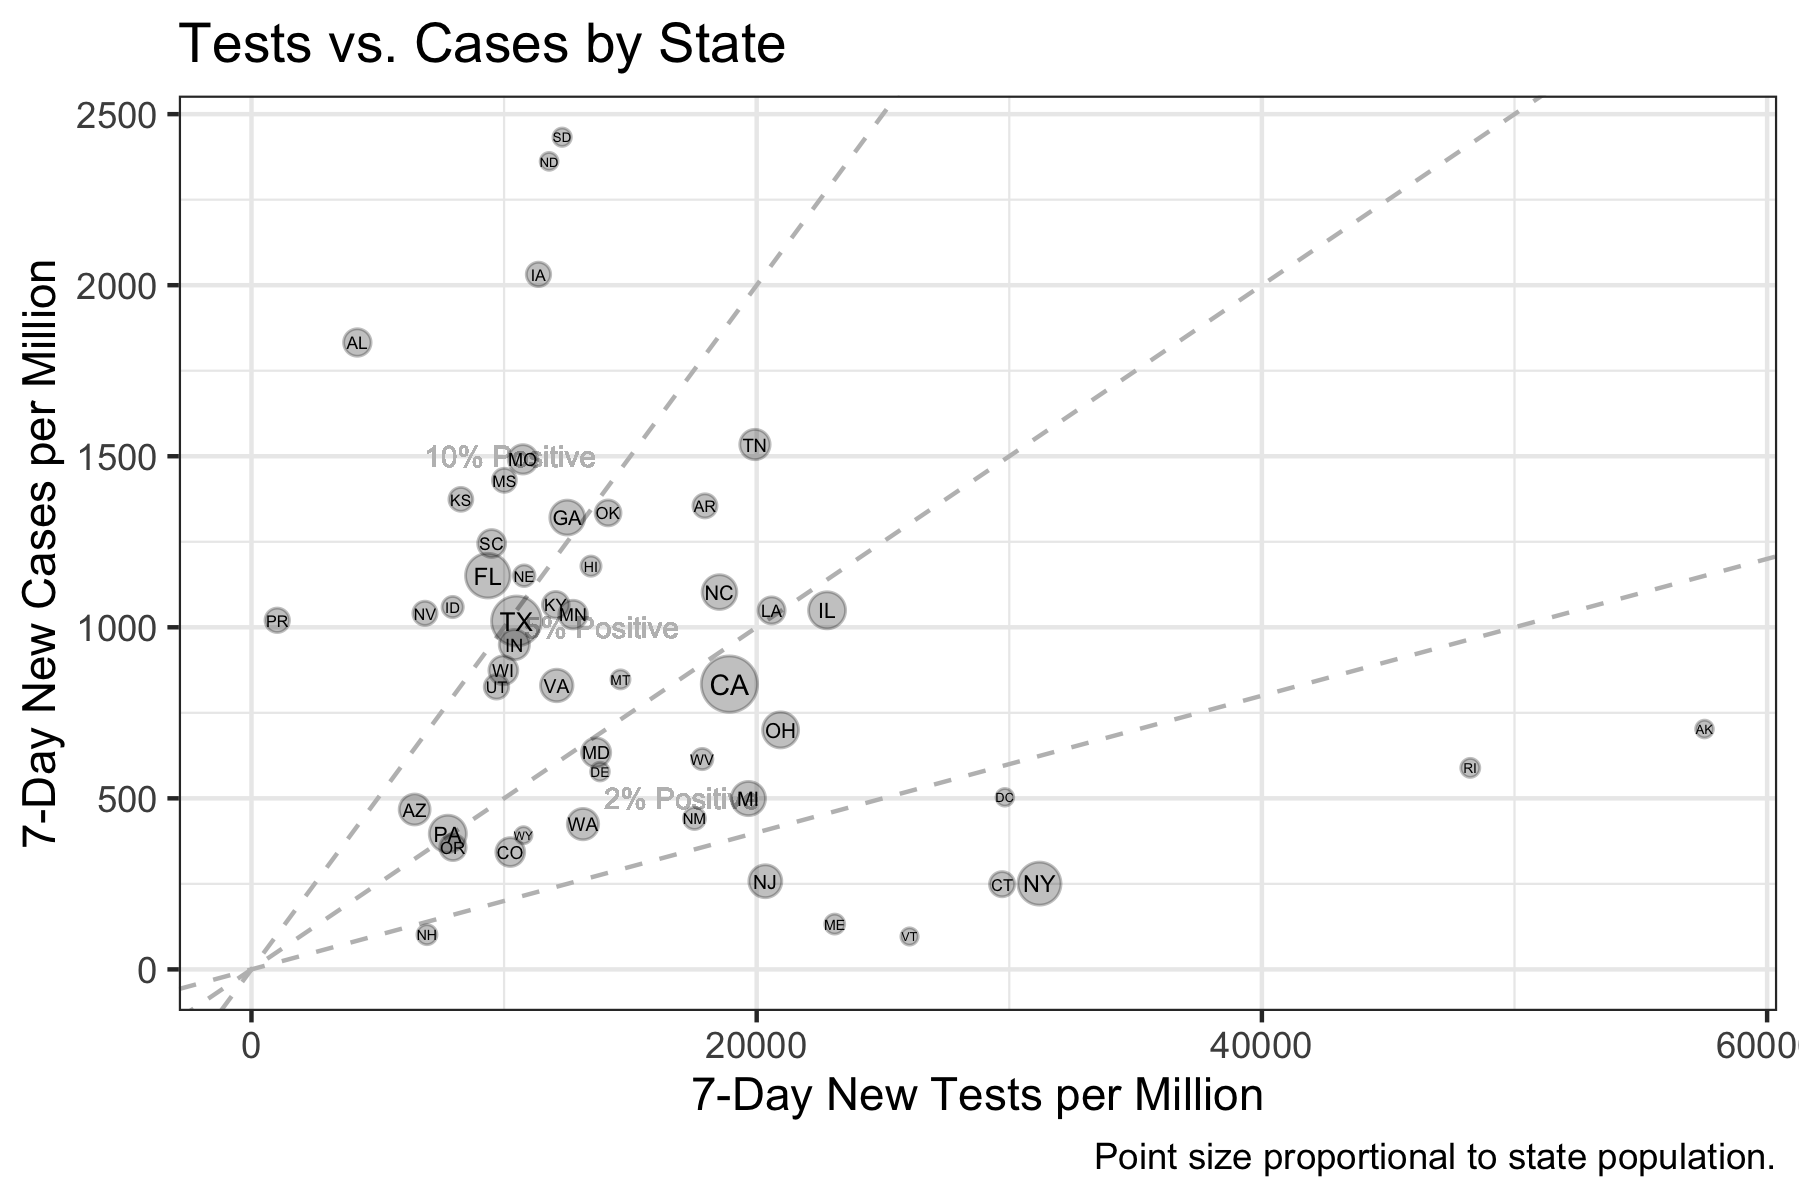 Tests vs. Cases by State
2500
SD
ND
2000
IA
AL
1500
10% Positive
MO
TN
MS
KS
AR
GA
OK
SC
HI
FL
NE
NC
KY
ID
LA
IL
NV
MN
PR
TX
1000
5% Positive
IN
WI
UT
VA
MT
CA
OH
AK
MD
WV
RI
DE
500
2% Positive
MI
DC
AZ
NM
WA
PA
WY
OR
CO
NJ
CT
NY
ME
NH
VT
0
0
20000
40000
6000
7-Day New Cases per Million
7-Day New Tests per Million
Point size proportional to state population.